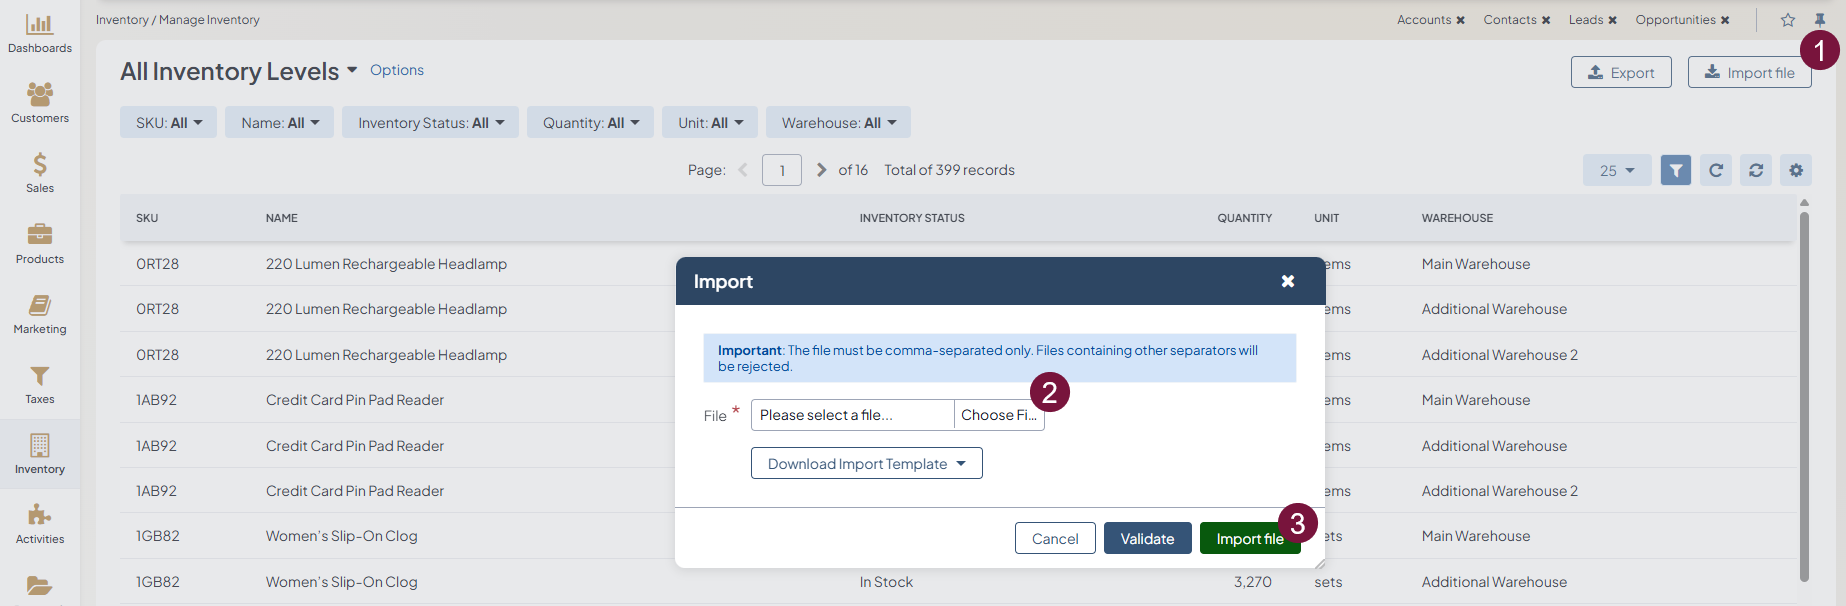 Dashboards
Customers
Sales
Products
Marketing
Taxes
Inventory
Activities
Inventory / Manage Inventory
Accounts ✖ Contacts ✖ Leads ✖ Opportunities ✖
1
All Inventory Levels Options
Export Import file
SKU: All Name: All Inventory Status: All Quantity: All Unit: All Warehouse: All
Page: 1 of 16 Total of 399 records
25
SKU NAME INVENTORY STATUS QUANTITY UNIT WAREHOUSE
0RT28 220 Lumen Rechargeable Headlamp ems Main Warehouse
0RT28 220 Lumen Rechargeable Headlamp ems Additional Warehouse
0RT28 220 Lumen Rechargeable Headlamp ems Additional Warehouse 2
1AB92 Credit Card Pin Pad Reader ems Main Warehouse
1AB92 Credit Card Pin Pad Reader ems Additional Warehouse
1AB92 Credit Card Pin Pad Reader ems Additional Warehouse 2
1GB82 Women's Slip-On Clog ets Main Warehouse
1GB82 Women's Slip-On Clog In Stock 3,270 sets Additional Warehouse
Import ✖
Important: The file must be comma-separated only. Files containing other separators will
be rejected.
2
File * Please select a file... Choose Fi...
Download Import Template
3
Cancel Validate Import file